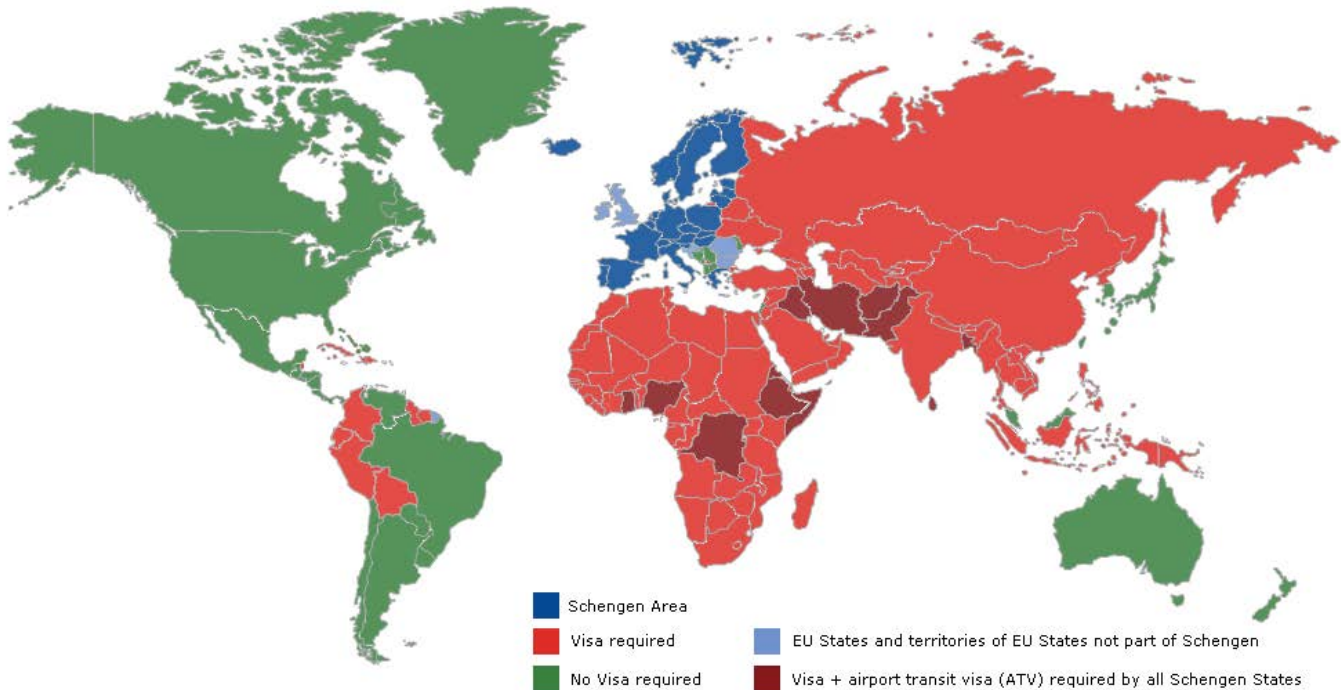 Schengen Area
Visa required
EU States and territories of EU States not part of Schengen
No Visa required
Visa + airport transit visa (ATV) required by all Schengen States